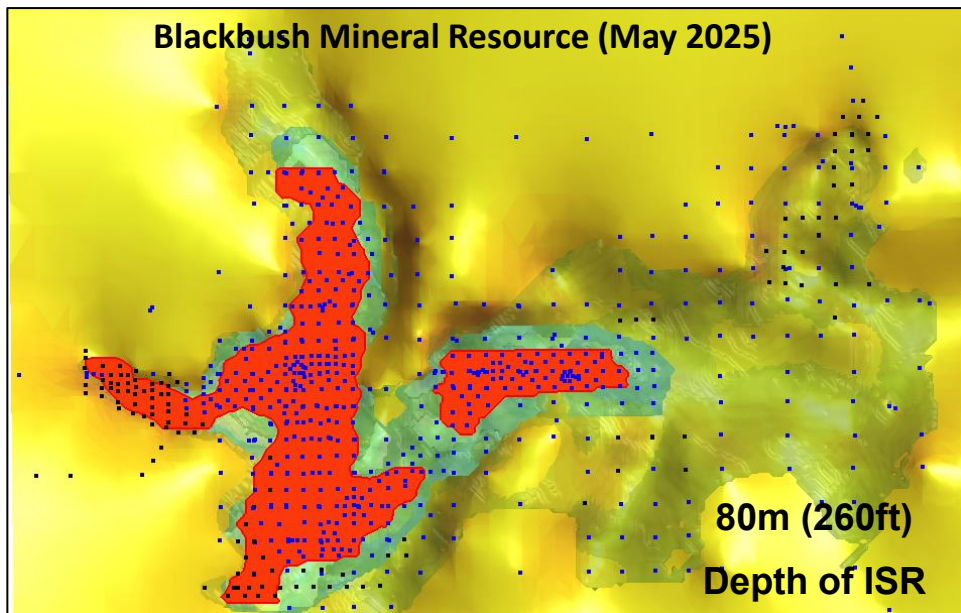 Blackbush Mineral Resource (May 2025)
80m (260ft)
Depth of ISR